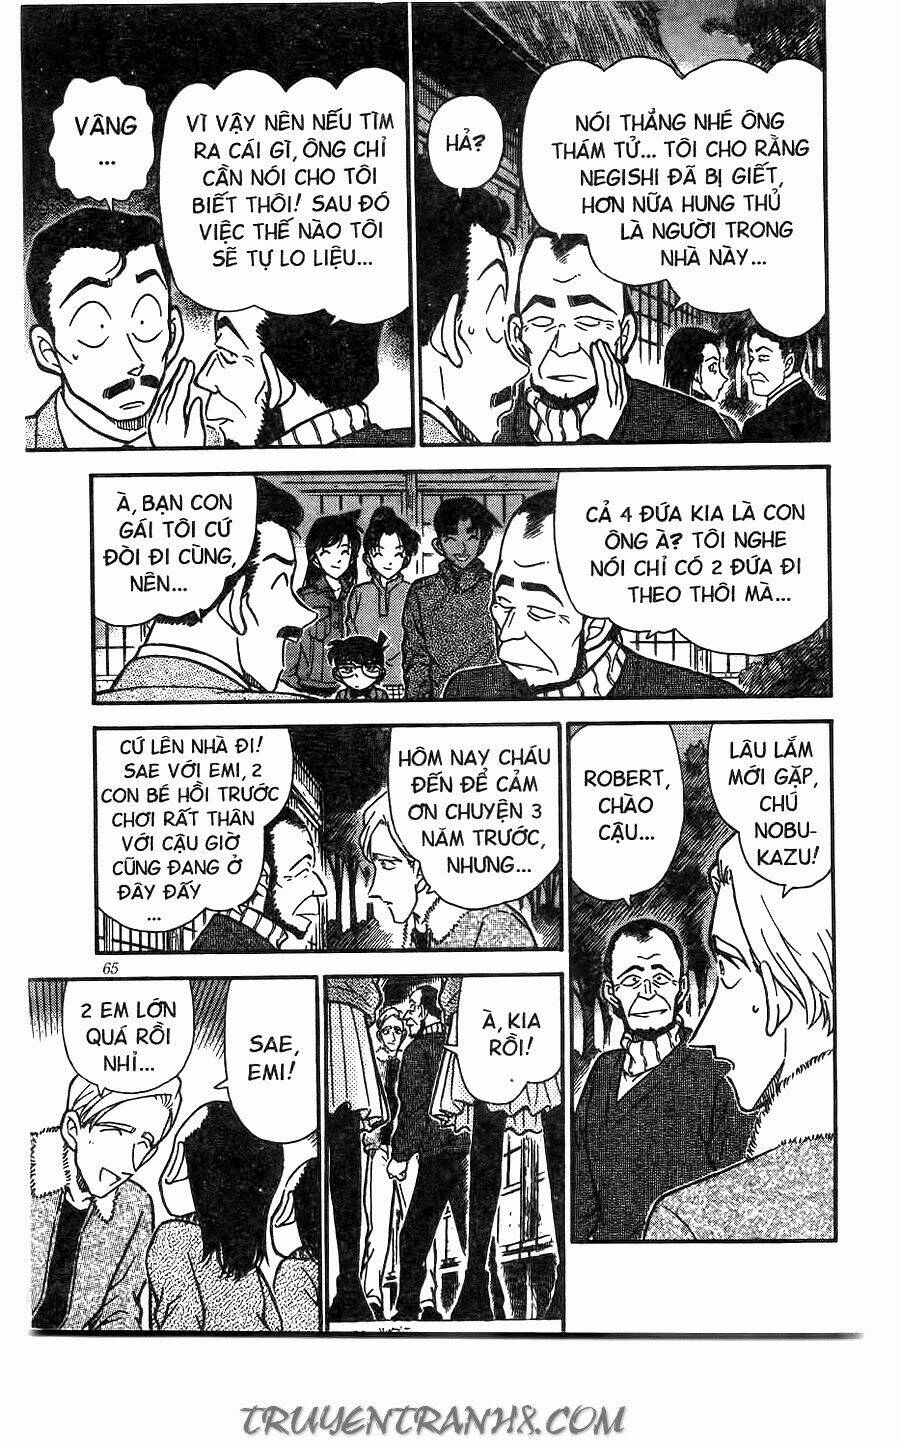 NÓI THẲNG NHÉ ÔNG
THÁM TỬ... TÔI CHO RẰNG
NEGISHI ĐÃ BỊ GIẾT,
HƠN NỮA HUNG THỦ
LÀ NGƯỜI TRONG
NHÀ NÀY...
HẢ?
VÌ VẬY NÊN NẾU TÌM
RA CÁI GÌ, ÔNG CHỈ
CẦN NÓI CHO TÔI
BIẾT THÔI! SAU ĐÓ
VIỆC THẾ NÀO TÔI
SẼ TỰ LO LIỆU...
VÂNG
...
CẢ 4 ĐỨA KIA LÀ CON
ÔNG À? TÔI NGHE
NÓI CHỈ CÓ 2 ĐỨA ĐI
THEO THÔI MÀ...
À, BẠN CON
GÁI TÔI CỨ
ĐÒI ĐI CÙNG,
NÊN...
LÂU LẮM
MỚI GẶP,
CHÚ
NOBU-
KAZU!
ROBERT,
CHÀO
CẬU...
HÔM NAY CHÁU
ĐẾN ĐỂ CẢM
ƠN CHUYỆN 3
NĂM TRƯỚC,
NHƯNG...
CỨ LÊN NHÀ ĐI!
SAE VỚI EMI, 2
CON BÉ HỒI TRƯỚC
CHƠI RẤT THÂN
VỚI CẬU GIỜ
CŨNG ĐANG Ở
ĐÂY ĐẤY
...
65
À, KIA
RỒI!
SAE,
EMI!
2 EM LỚN
QUÁ RỒI
NHỈ...
TRUYENTRANH8.COM